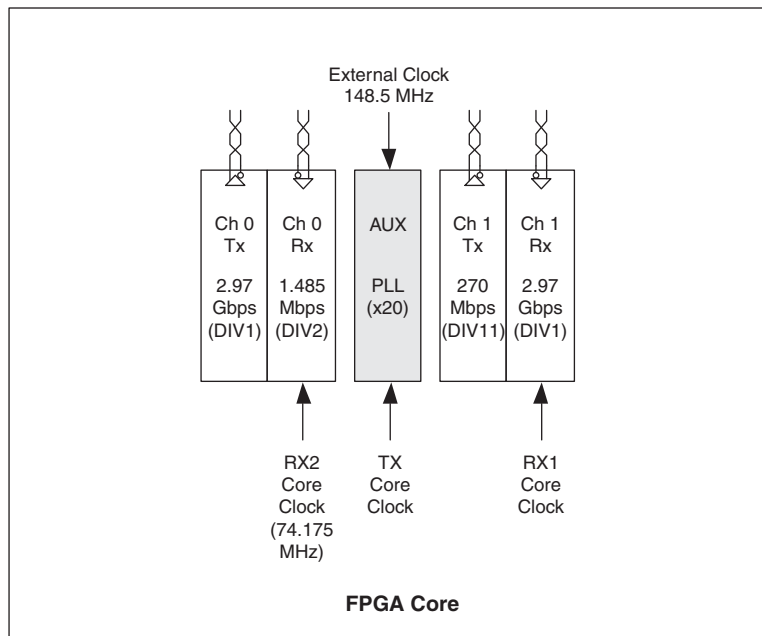 External Clock
148.5 MHz
Ch 0
Tx
2.97
Gbps
(DIV1)
Ch 0
Rx
1.485
Mbps
(DIV2)
AUX
PLL
(x20)
Ch 1
Tx
270
Mbps
(DIV11)
Ch 1
Rx
2.97
Gbps
(DIV1)
RX2
Core
Clock
(74.175
MHz)
TX
Core
Clock
RX1
Core
Clock
FPGA Core